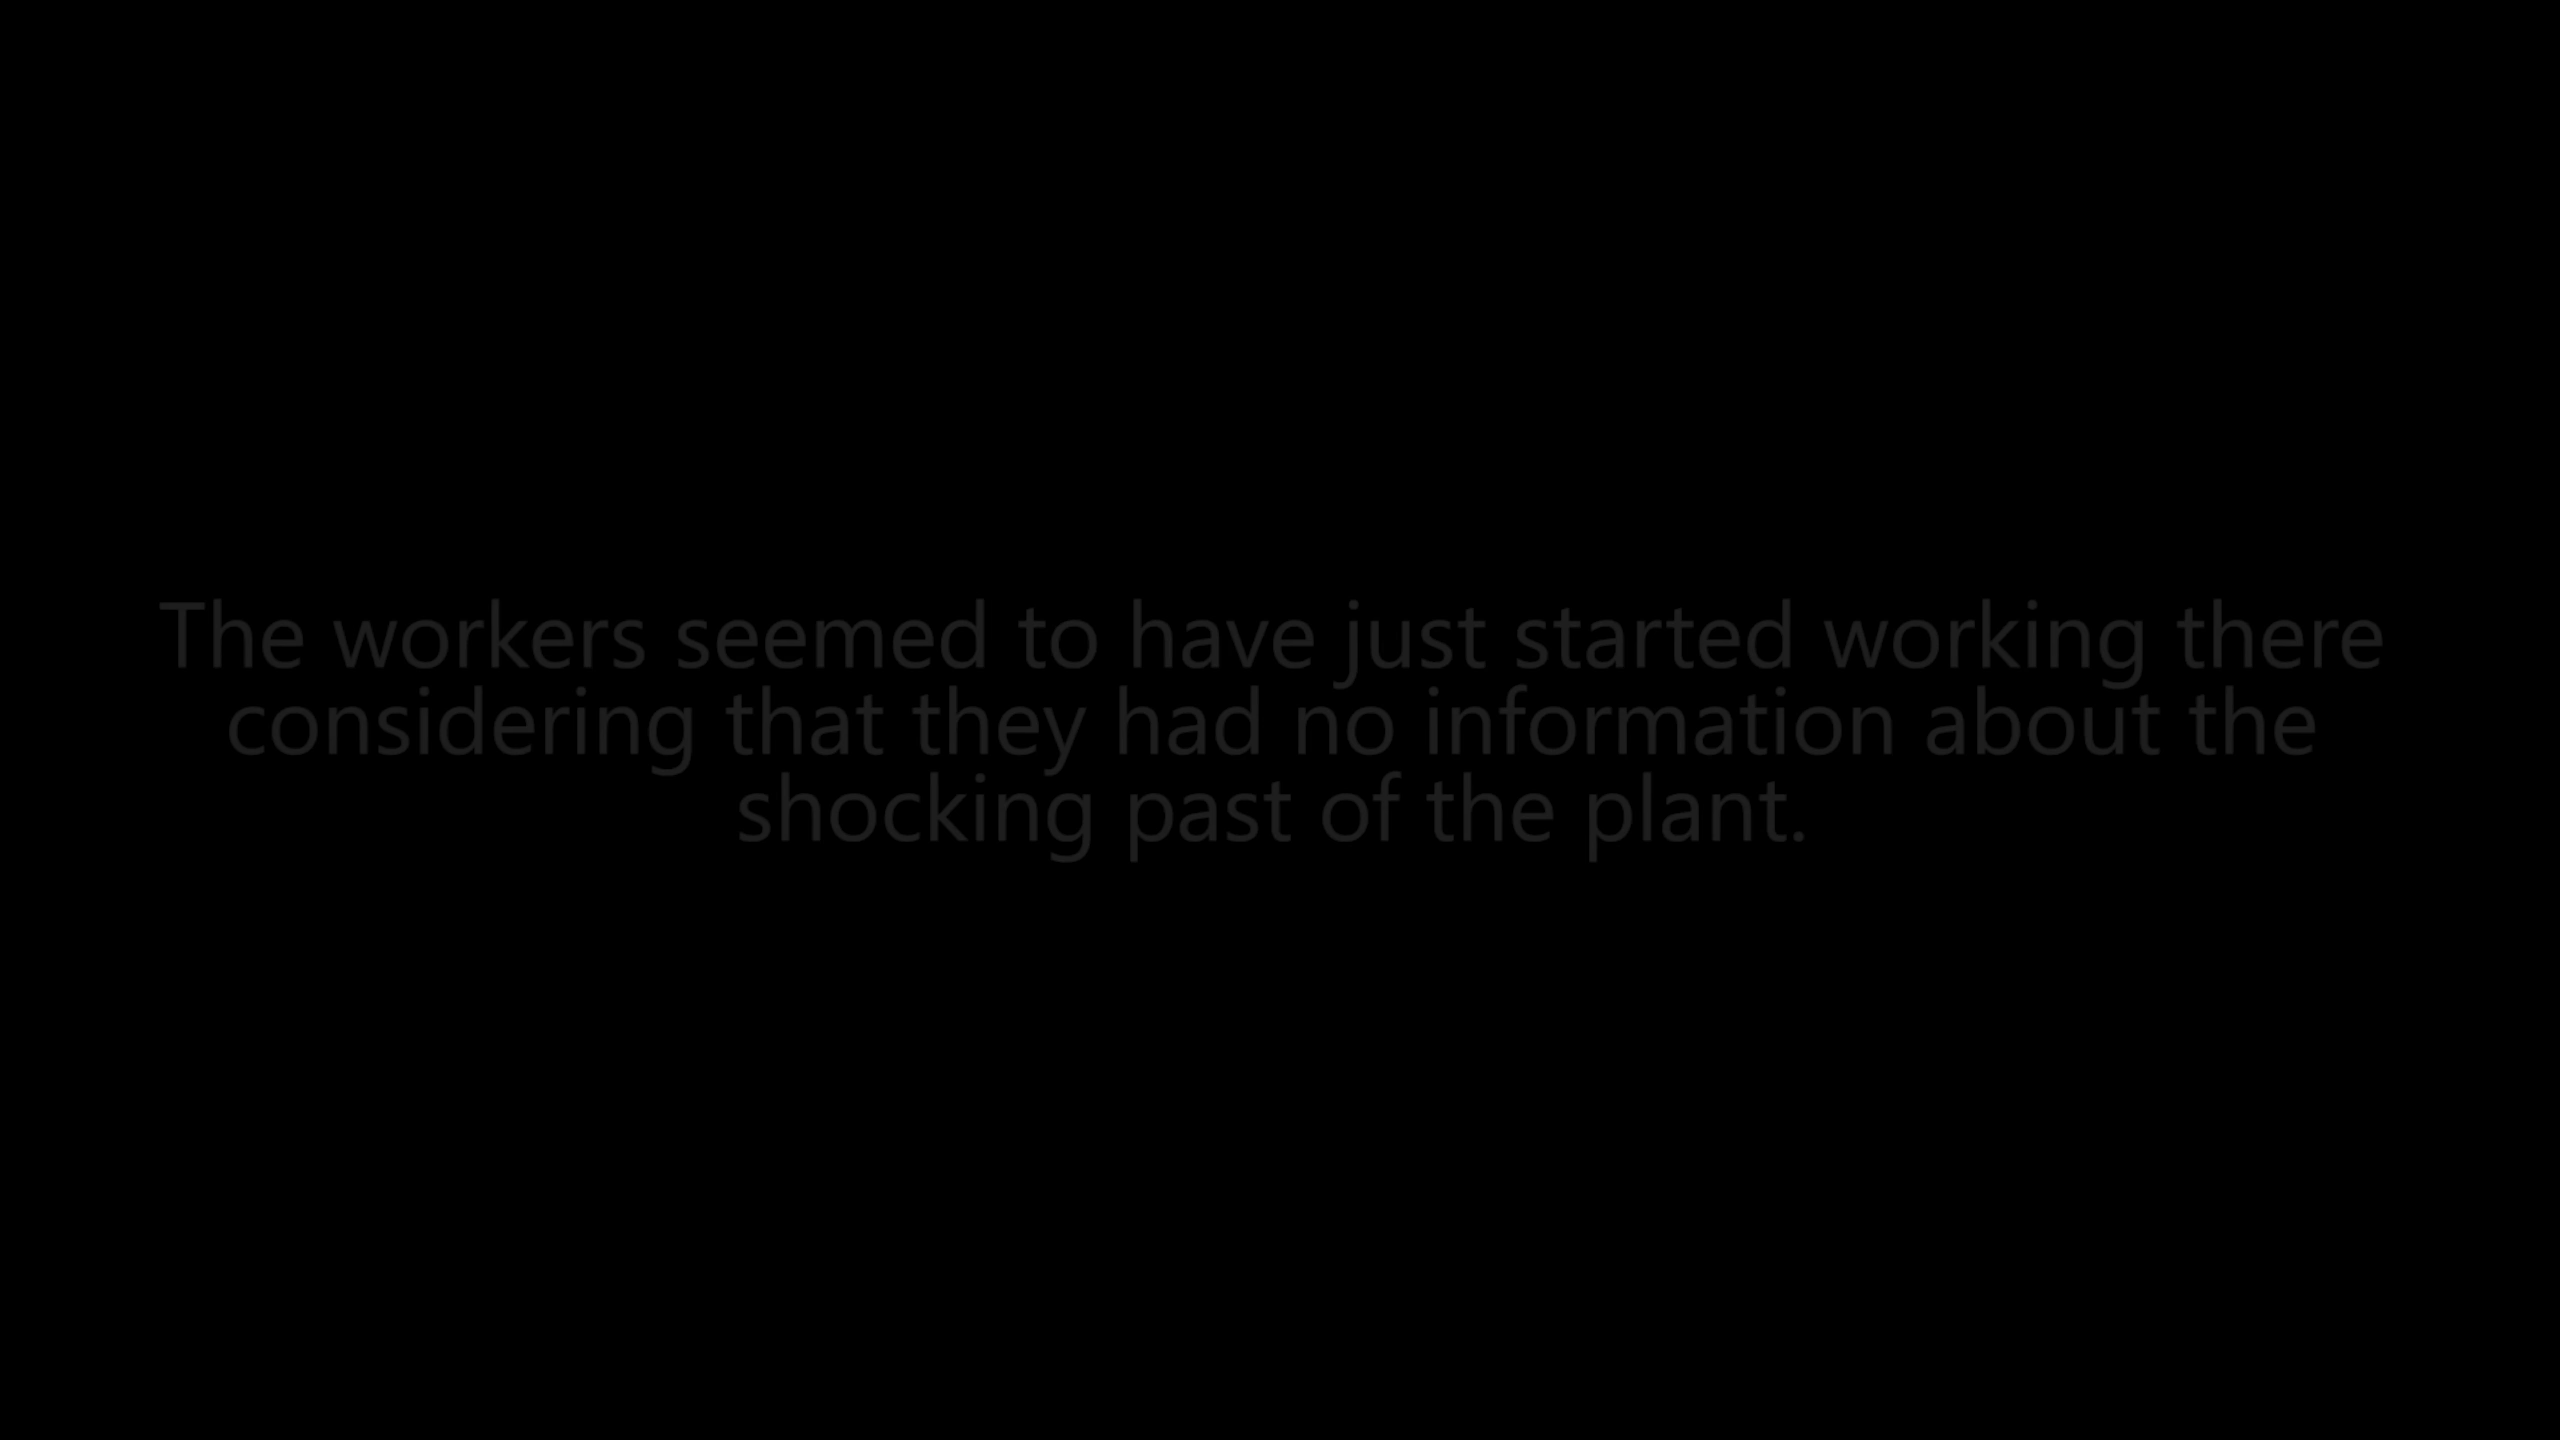 The workers seemed to have just started working there
considering that they had no information about the
shocking past of the plant.